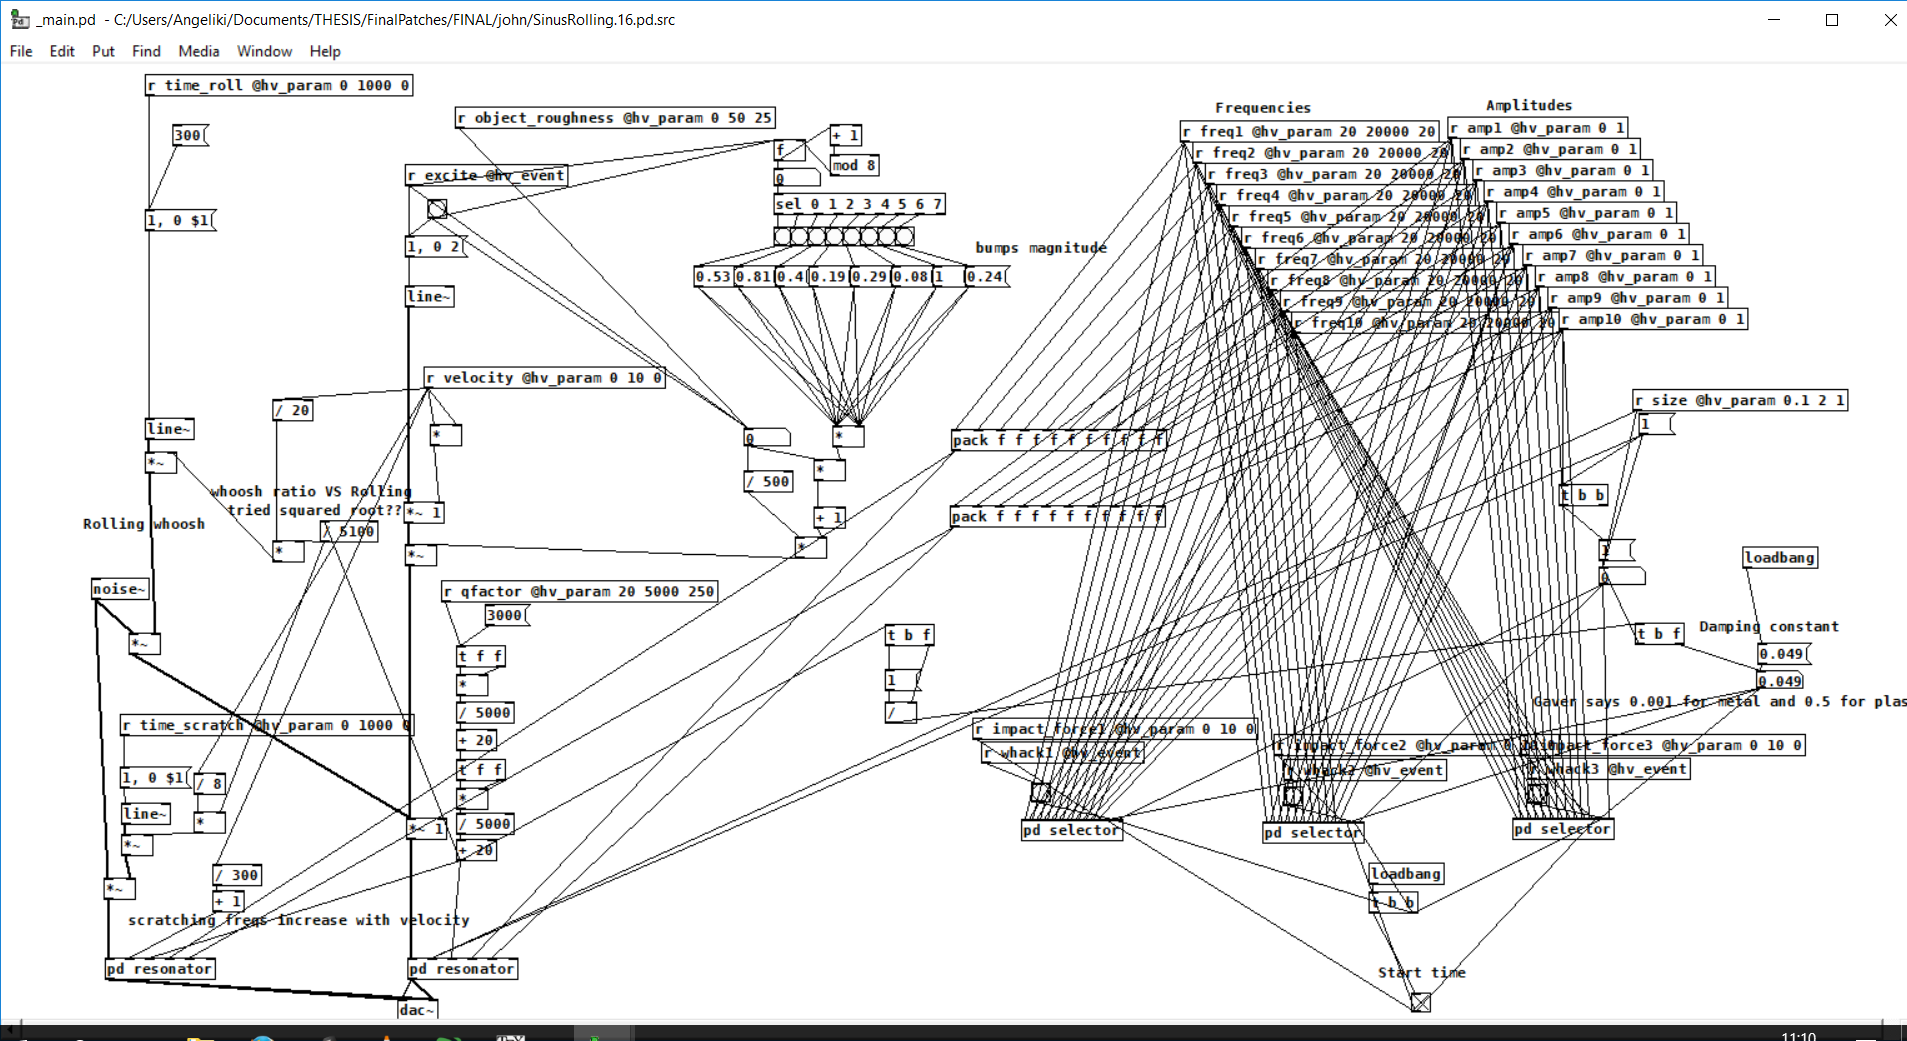 _main.pd - C:/Users/Angeliki/Documents/THESIS/FinalPatches/FINAL/john/SinusRolling.16.pd.src
File Edit Put Find Media Window Help
r time_roll @hv_param 0 1000 0
300
1, 0 $1
r object_roughness @hv_param 0 50 25
r excite @hv_event
1, 0 2
line~
f
+ 1
mod 8
0
sel 0 1 2 3 4 5 6 7
bumps magnitude
0.53 0.81 0.4 0.19 0.29 0.08 1 0.24
Frequencies
r freq1 @hv_param 20 20000 20
r freq2 @hv_param 20 20000 20
r freq3 @hv_param 20 20000 20
r freq4 @hv_param 20 20000 20
r freq5 @hv_param 20 20000 20
r freq6 @hv_param 20 20000 20
r freq7 @hv_param 20 20000 20
r freq8 @hv_param 20 20000 20
r freq9 @hv_param 20 20000 20
r freq10 @hv_param 20 20000 20
Amplitudes
r amp1 @hv_param 0 1
r amp2 @hv_param 0 1
r amp3 @hv_param 0 1
r amp4 @hv_param 0 1
r amp5 @hv_param 0 1
r amp6 @hv_param 0 1
r amp7 @hv_param 0 1
r amp8 @hv_param 0 1
r amp9 @hv_param 0 1
r amp10 @hv_param 0 1
r velocity @hv_param 0 10 0
/ 20
*
line~
*~
whoosh ratio VS Rolling
tried squared root??
/ 5100
*
*~ 1
*~
Rolling whoosh
noise~
*~
0
/ 500
*
*
+ 1
*
pack f f f f f f f f f f
pack f f f f f f f f f f
r size @hv_param 0.1 2 1
1
t b b
1
0
loadbang
t b f
Damping constant
0.049
0.049
Gaver says 0.001 for metal and 0.5 for plas
r qfactor @hv_param 20 5000 250
3000
t f f
*
/ 5000
+ 20
t f f
*
/ 5000
+ 20
t b f
1
/
r time_scratch @hv_param 0 1000 0
1, 0 $1
/ 8
line~
*
*~
*~
*~ 1
/ 300
+ 1
scratching freqs increase with velocity
pd resonator
pd resonator
dac~
r impact_force1 @hv_param 0 10 0
r whack1 @hv_event
pd selector
r impact_force2 @hv_param 0
r whack2 @hv_event
pd selector
impact_force3 @hv_param 0 10 0
whack3 @hv_event
pd selector
loadbang
t b b
Start time
11:10